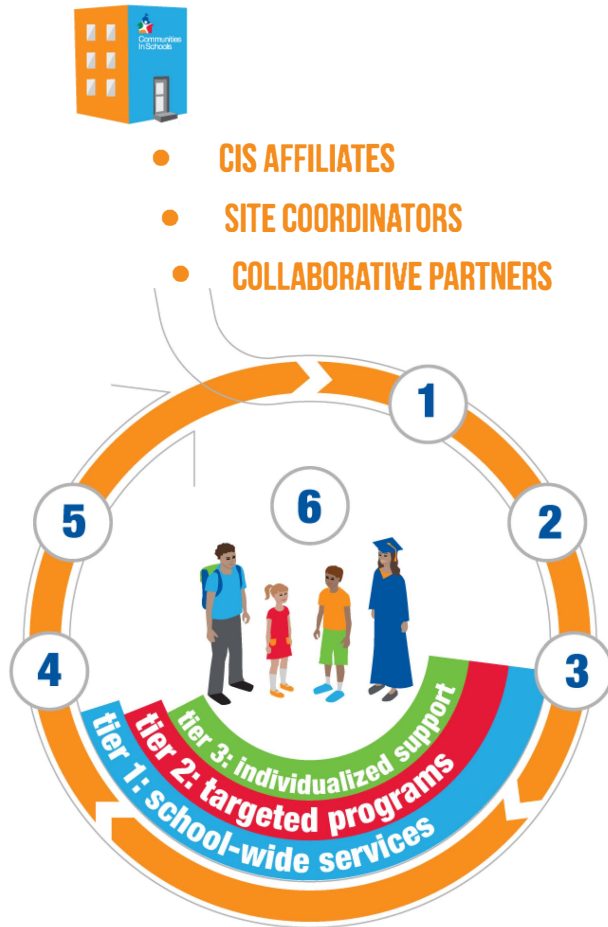 Communities
In Schools
CIS AFFILIATES
SITE COORDINATORS
COLLABORATIVE PARTNERS
1
2
3
4
5
6
tier 3: individualized support
tier 2: targeted programs
tier 1: school-wide services